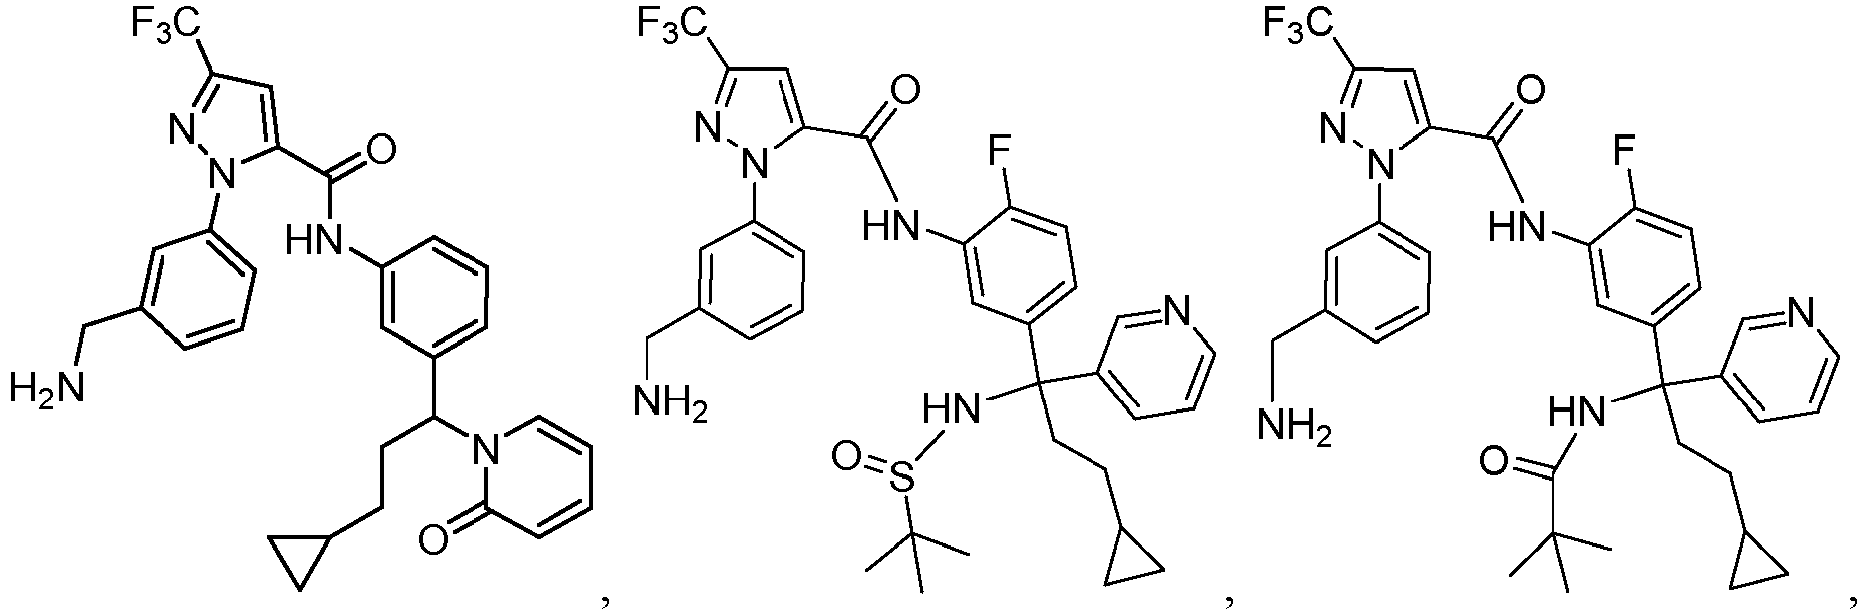 F3C F3C F3C
O O
N N N
O F F
N N N
HN HN
HN
N N
H2N NH2 HN HN
NH2
N O O
S
O
, , ,